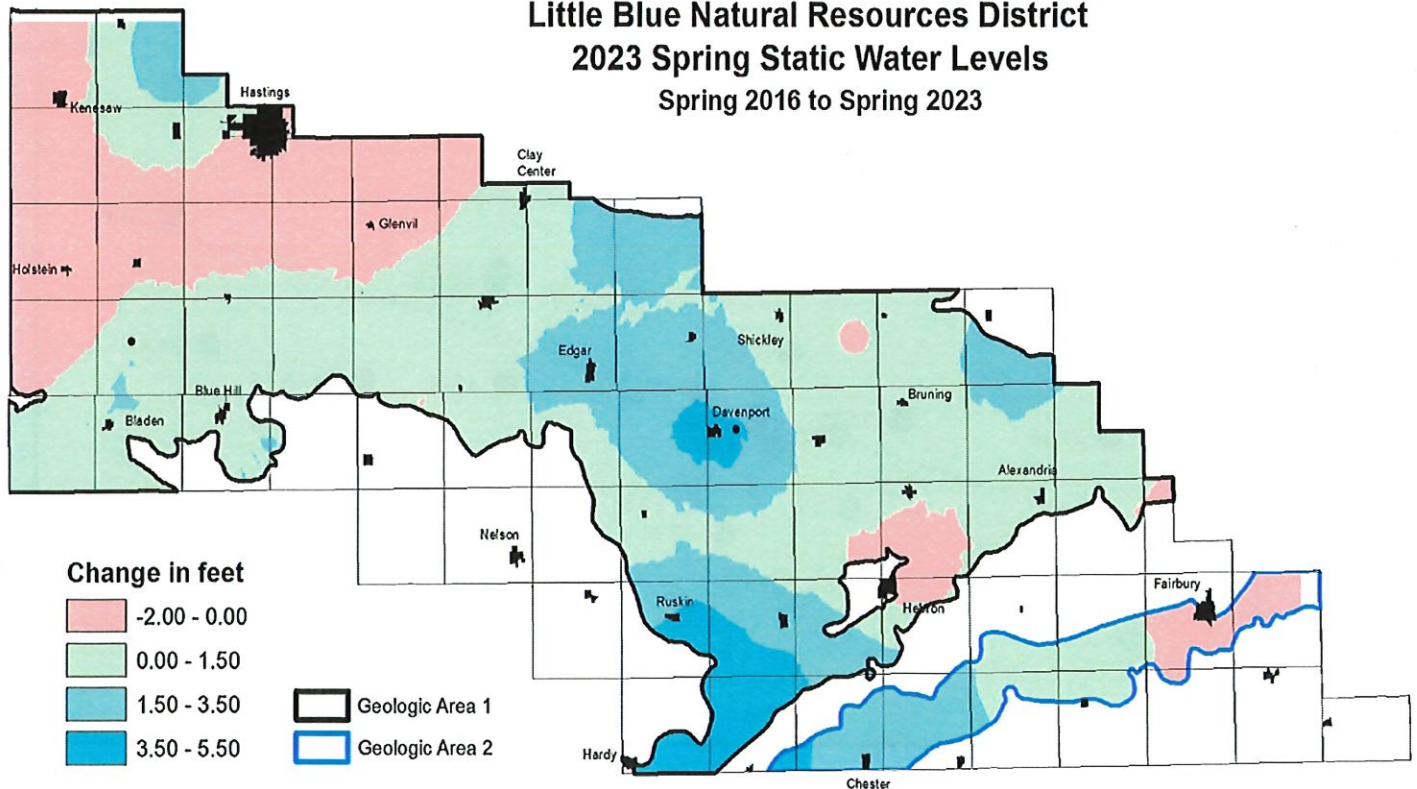 Little Blue Natural Resources District
2023 Spring Static Water Levels
Spring 2016 to Spring 2023
Hastings
Kenesaw
Clay
Center
Glenvil
Holstein
Shickley
Edgar
Blue Hill
Bruning
Davenport
Bladen
Alexandria
Nelson
Change in feet
Fairbury
-2.00 - 0.00
Ruskin
Hebron
0.00 - 1.50
1.50 - 3.50
Geologic Area 1
3.50 - 5.50
Geologic Area 2
Hardy
Chester